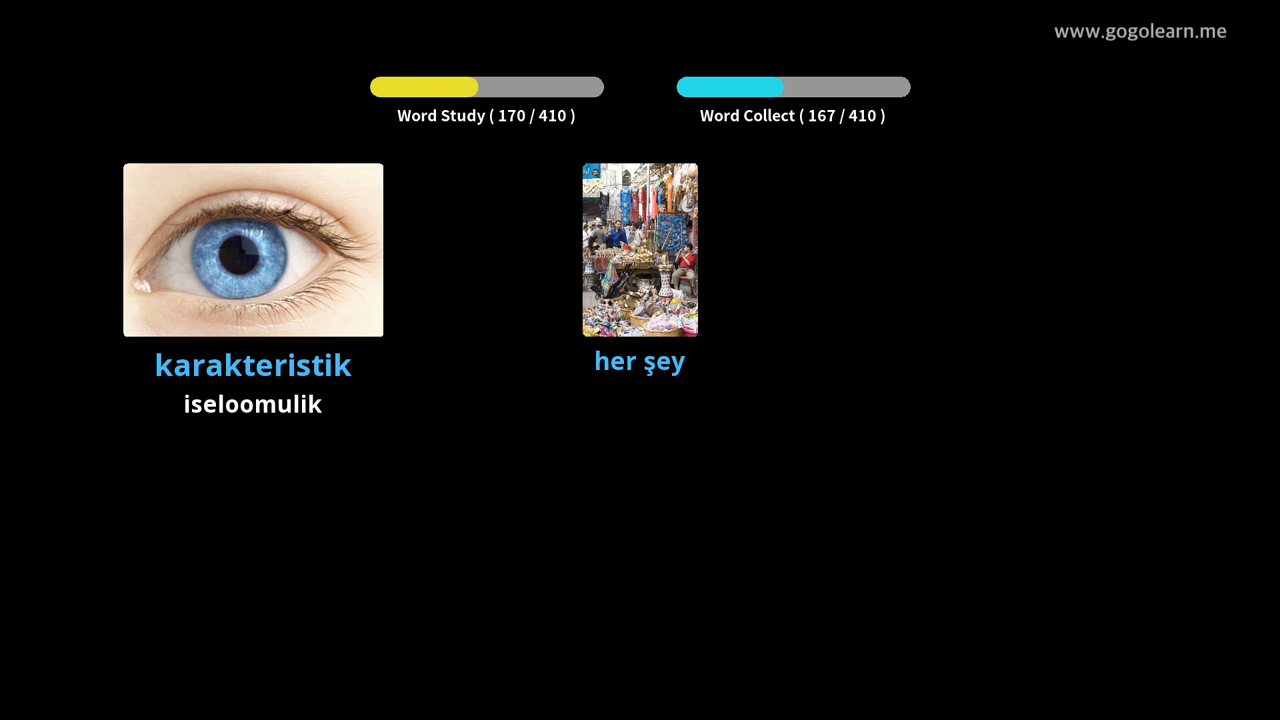 www.gogolearn.me
Word Study ( 170 / 410 )
Word Collect ( 167 / 410 )
karakteristik
iseloomulik
her şey